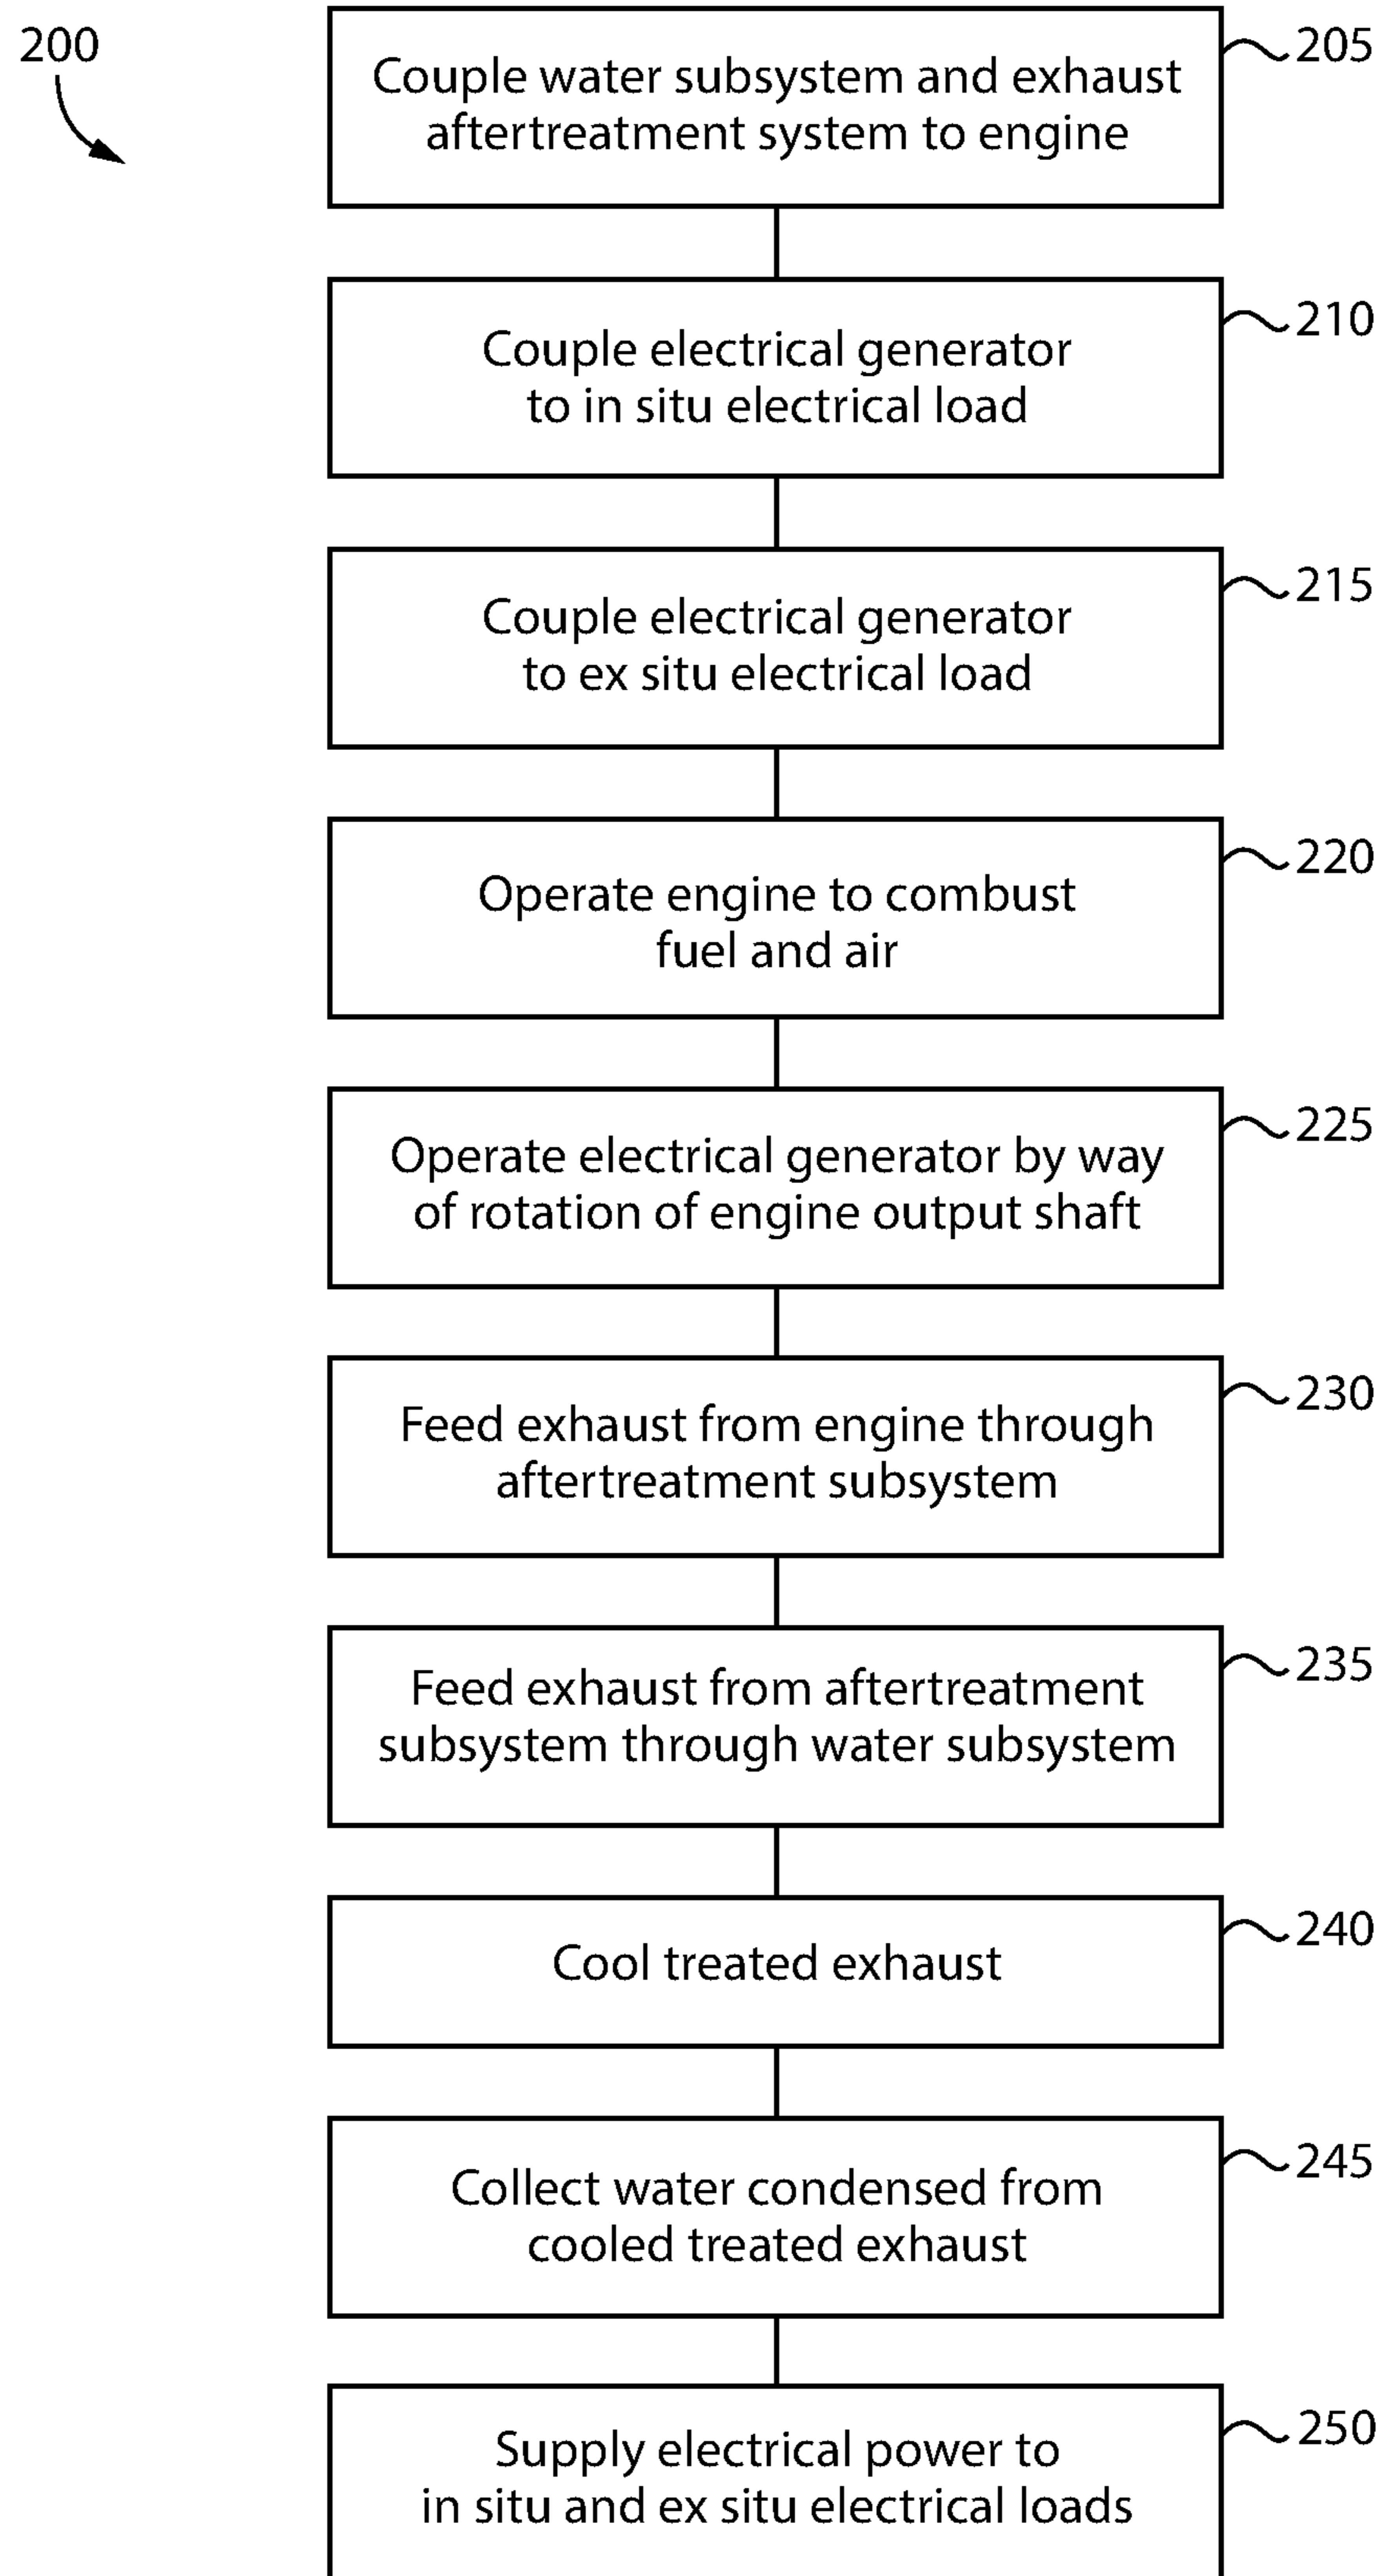 200
205
Couple water subsystem and exhaust
aftertreatment system to engine
210
Couple electrical generator
to in situ electrical load
215
Couple electrical generator
to ex situ electrical load
220
Operate engine to combust
fuel and air
225
Operate electrical generator by way
of rotation of engine output shaft
230
Feed exhaust from engine through
aftertreatment subsystem
235
Feed exhaust from aftertreatment
subsystem through water subsystem
240
Cool treated exhaust
245
Collect water condensed from
cooled treated exhaust
250
Supply electrical power to
in situ and ex situ electrical loads